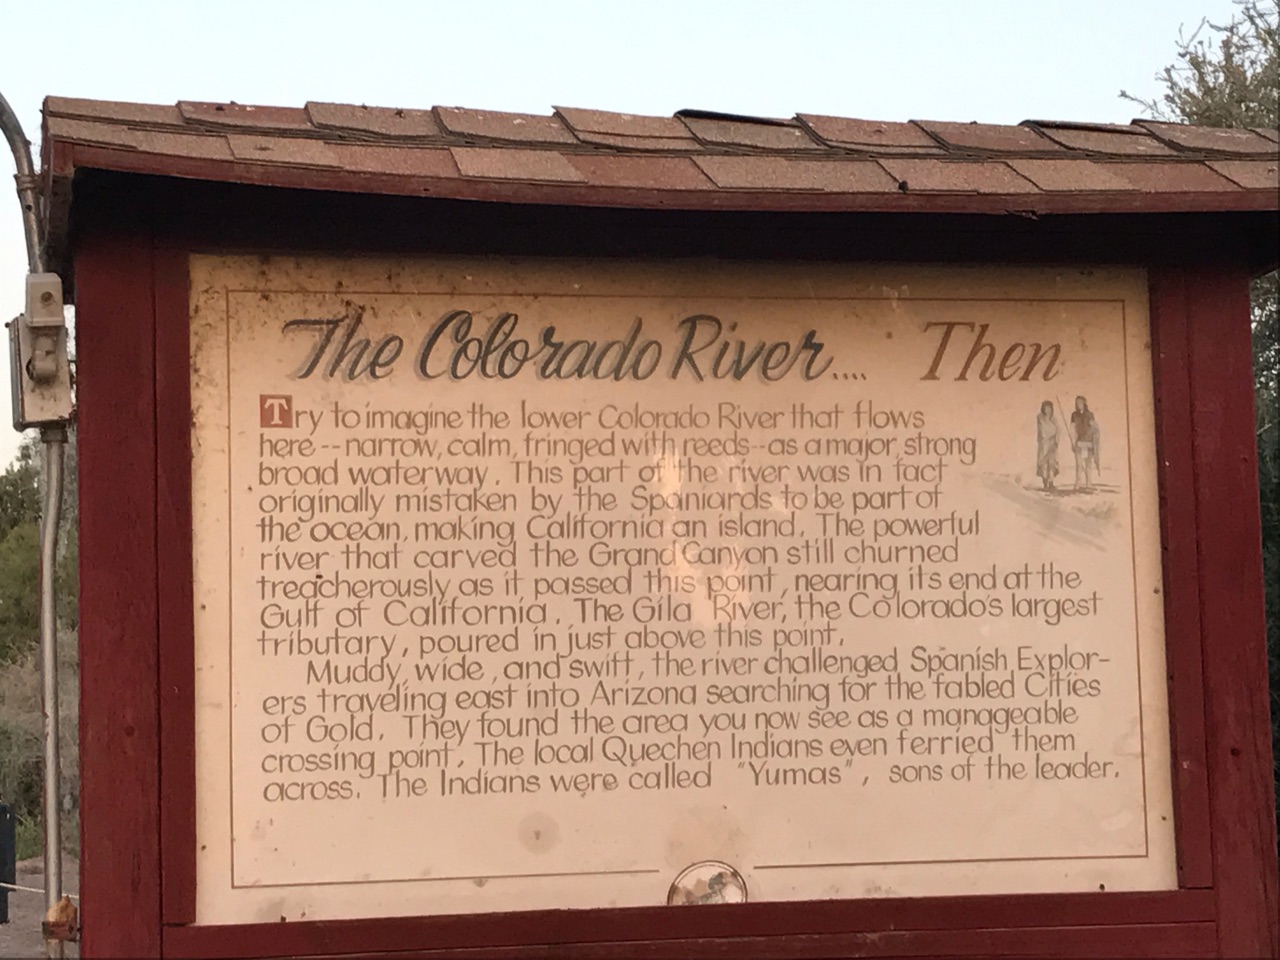 The Colorado River.... Then
Try to imagine the lower Colorado River that flows
here--narrow, calm, fringed with reeds--as a major, strong
broad waterway. This part of the river was in fact
originally mistaken by the Spaniards to be part of
the ocean, making California an island. The powerful
river that carved the Grand Canyon still churned
treacherously as it passed this point, nearing its end at the
Gulf of California. The Gila River, the Colorado's largest
tributary, poured in just above this point.
Muddy, wide, and swift, the river challenged Spanish Explor-
ers traveling east into Arizona searching for the fabled Cities
of Gold. They found the area you now see as a manageable
crossing point. The local Quechen Indians even ferried them
across. The Indians were called "Yumas", sons of the leader.